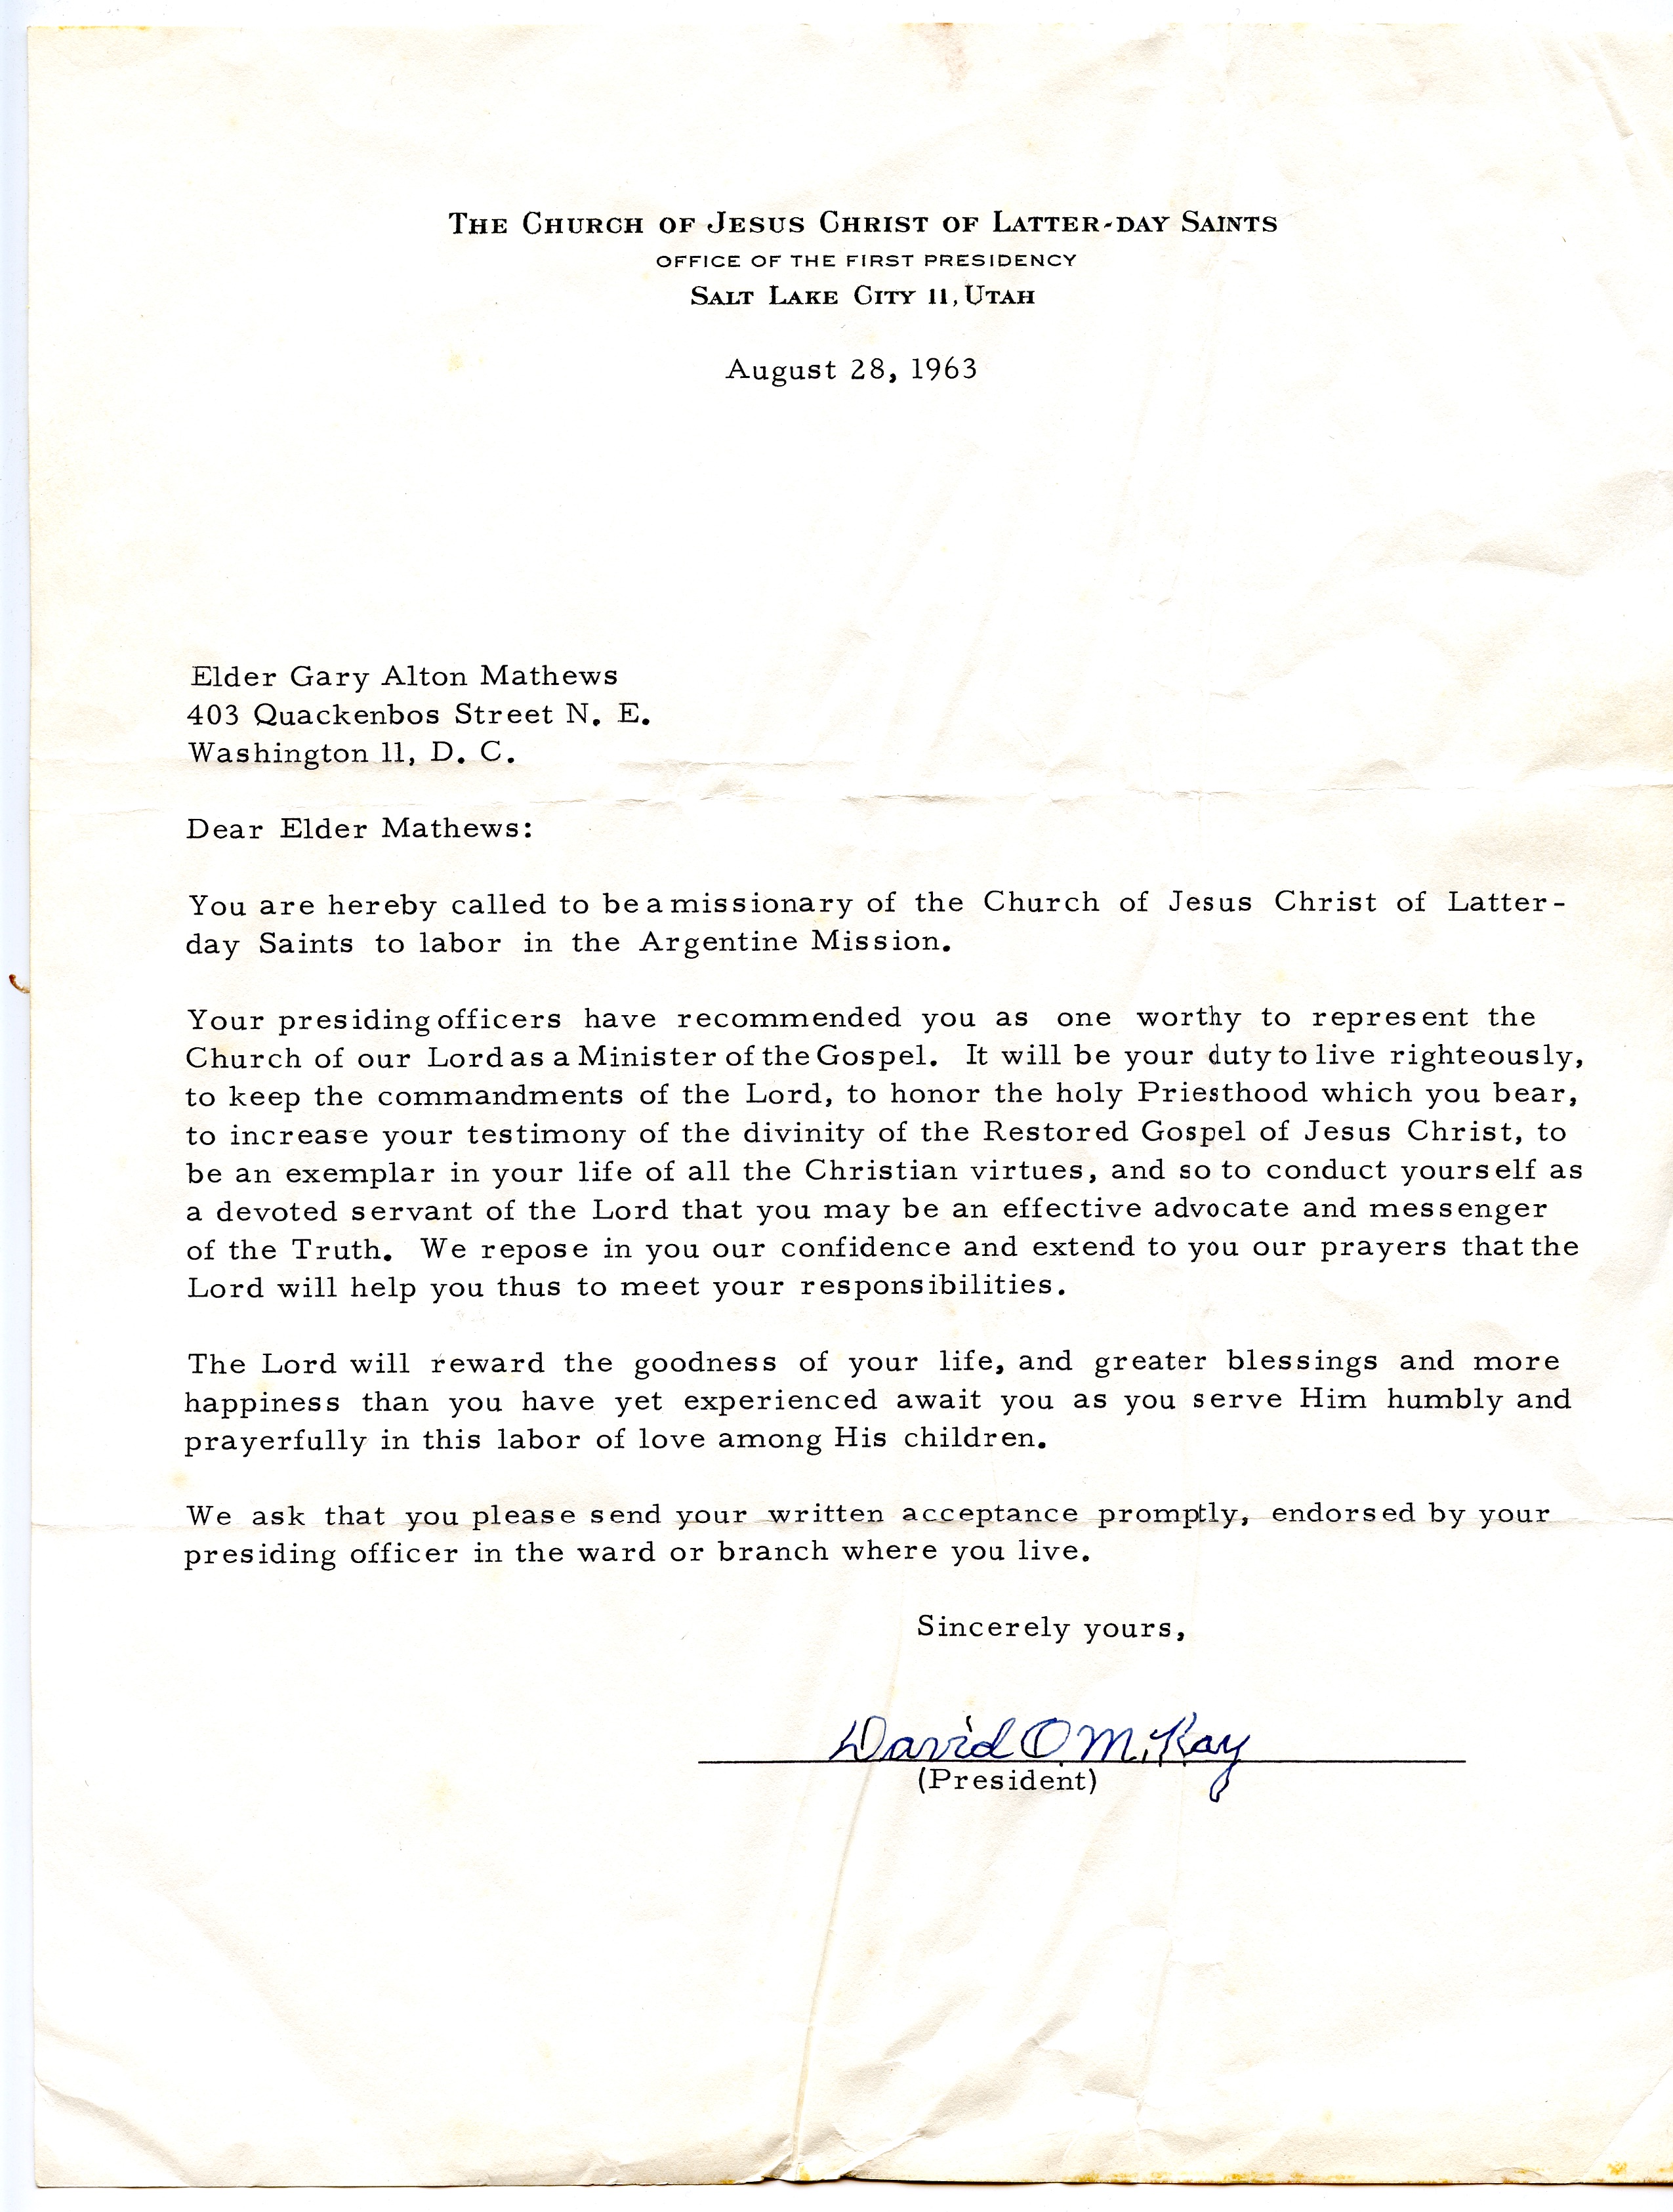 THE CHURCH OF JESUS CHRIST OF LATTER-DAY SAINTS
OFFICE OF THE FIRST PRESIDENCY
SALT LAKE CITY 11, UTAH
August 28, 1963
Elder Gary Alton Mathews
403 Quackenbos Street N. E.
Washington 11, D. C.
Dear Elder Mathews:
You are hereby called to be a missionary of the Church of Jesus Christ of Latter-
day Saints to labor in the Argentine Mission.
Your presiding officers have recommended you as one worthy to represent the
Church of our Lord as a Minister of the Gospel. It will be your duty to live righteously,
to keep the commandments of the Lord, to honor the holy Priesthood which you bear,
to increase your testimony of the divinity of the Restored Gospel of Jesus Christ, to
be an exemplar in your life of all the Christian virtues, and so to conduct yourself as
a devoted servant of the Lord that you may be an effective advocate and messenger
of the Truth. We repose in you our confidence and extend to you our prayers that the
Lord will help you thus to meet your responsibilities.
The Lord will reward the goodness of your life, and greater blessings and more
happiness than you have yet experienced await you as you serve Him humbly and
prayerfully in this labor of love among His children.
We ask that you please send your written acceptance promptly, endorsed by your
presiding officer in the ward or branch where you live.
Sincerely yours,
David O. McKay
(President)